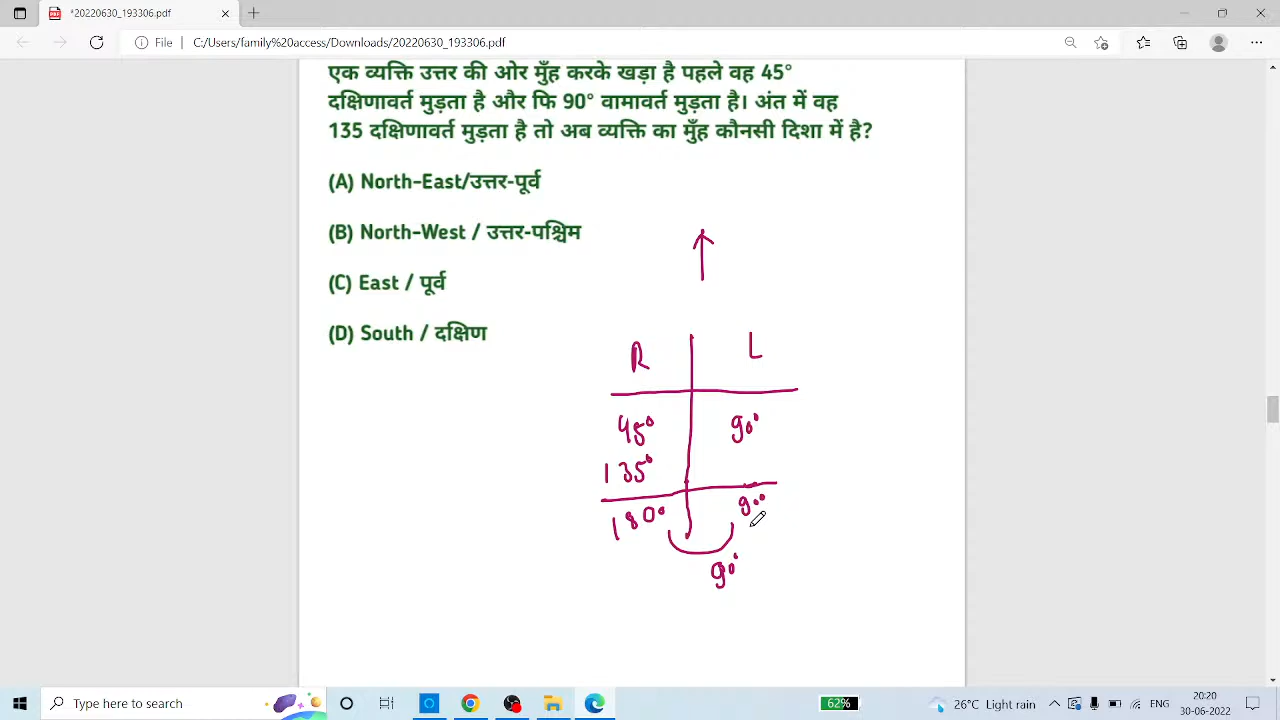 *20220630_193306.pdf
File
C:/Users/family%20access/Downloads/20220630_193306.pdf
एक व्यक्ति उत्तर की ओर मुँह करके खड़ा है पहले वह 45°
दक्षिणावर्त मुड़ता है और फि 90° वामावर्त मुड़ता है। अंत में वह
135 दक्षिणावर्त मुड़ता है तो अब व्यक्ति का मुँह कौनसी दिशा में है?
(A) North-East/उत्तर-पूर्व
(B) North-West / उत्तर-पश्चिम
(C) East / पूर्व
(D) South / दक्षिण
R L
45° 90°
135°
180° 90°
90°
Type here to search
62%
26°C Light rain
ENG
20:05
30-06-2022